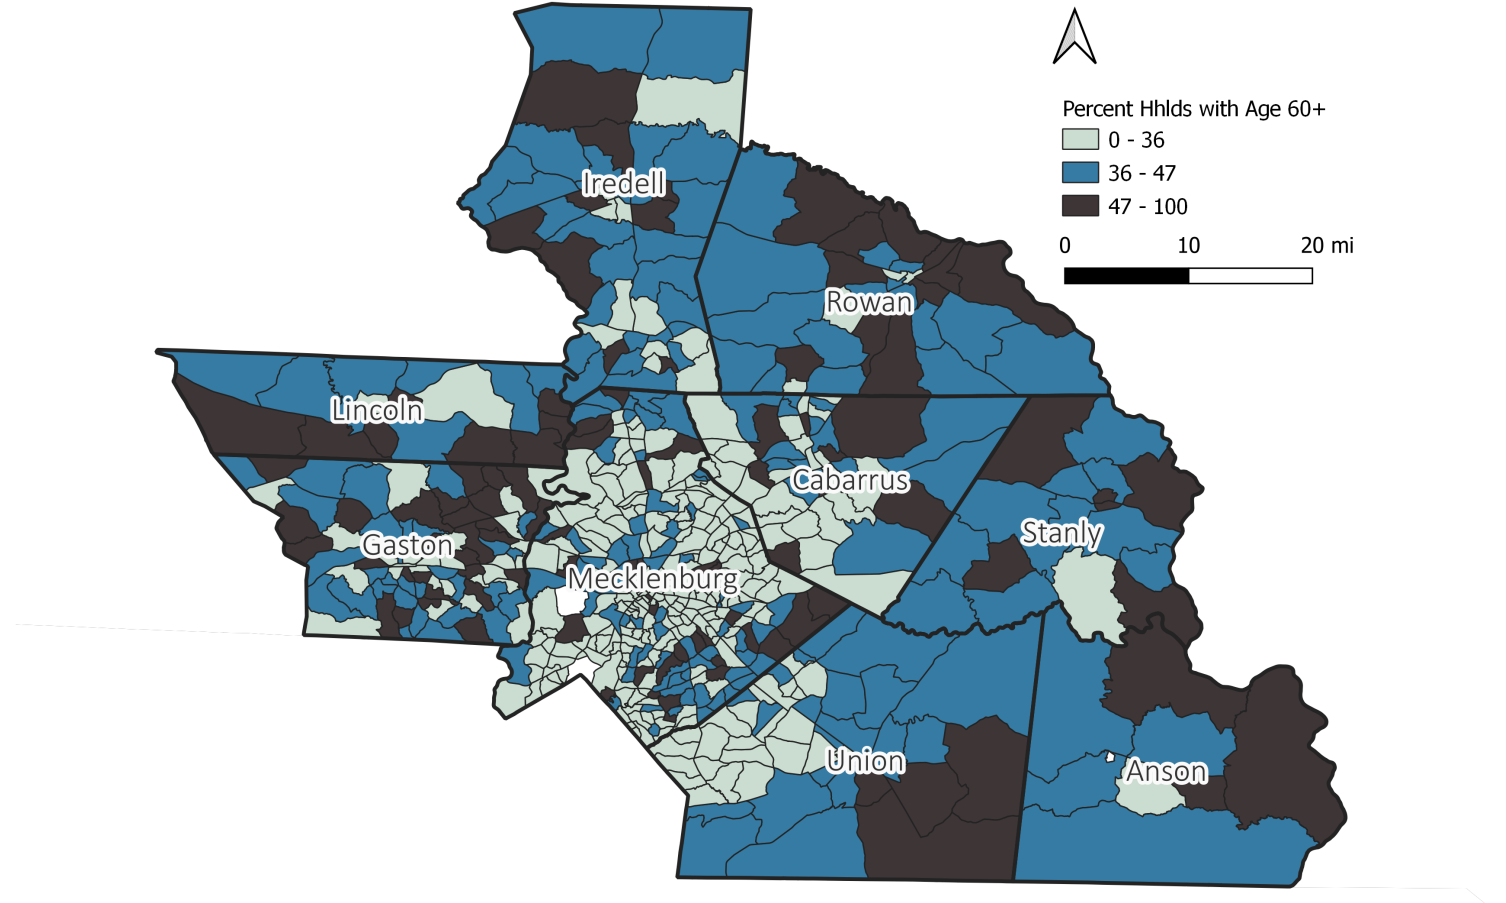 Percent Hhlds with Age 60+
0 - 36
36 - 47
47 - 100
0 10 20 mi
Iredell
Rowan
Lincoln
Cabarrus
Stanly
Gaston
Mecklenburg
Union
Anson